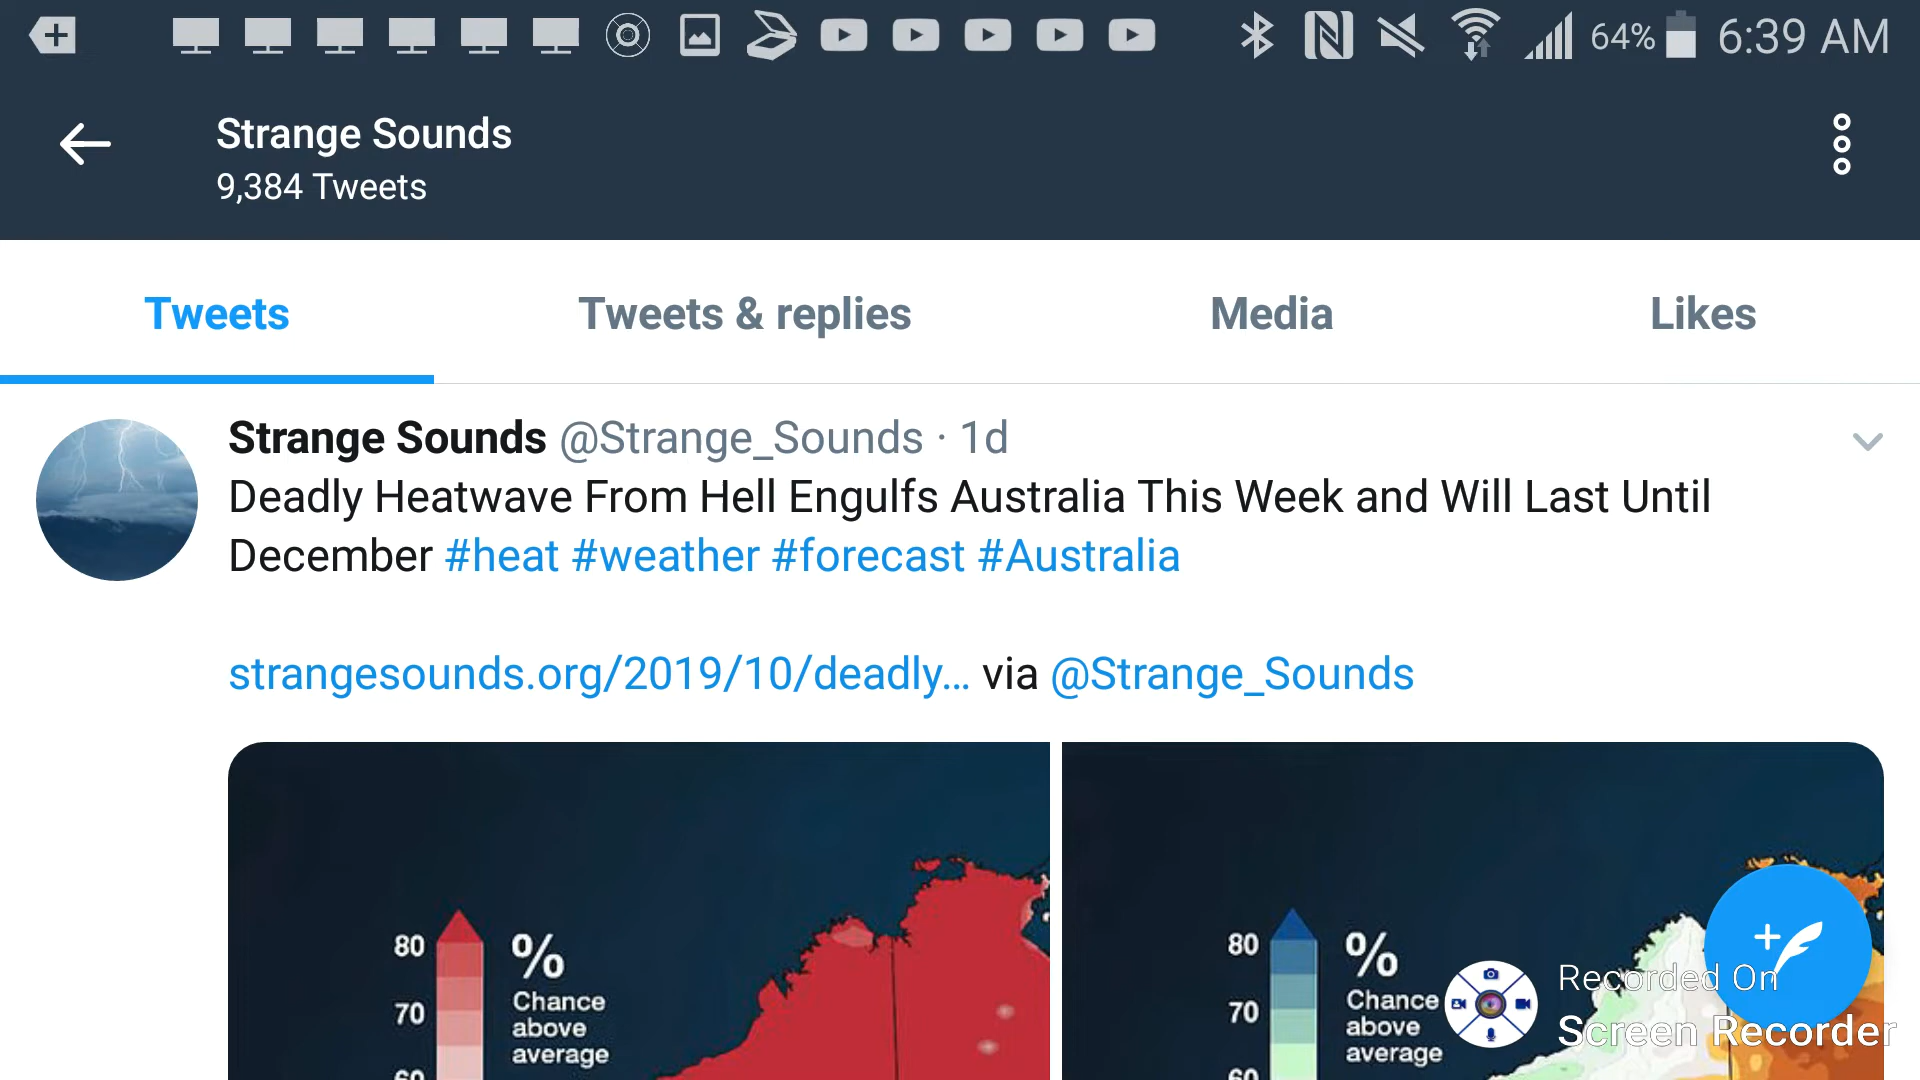 64% 6:39 AM
Strange Sounds
9,384 Tweets
Tweets Tweets & replies Media Likes
Strange Sounds @Strange_Sounds · 1d
Deadly Heatwave From Hell Engulfs Australia This Week and Will Last Until
December #heat #weather #forecast #Australia
strangesounds.org/2019/10/deadly... via @Strange_Sounds
80
70
60
%
Chance
above
average
80
70
60
%
Chance
above
average
Recorded On
Screen Recorder